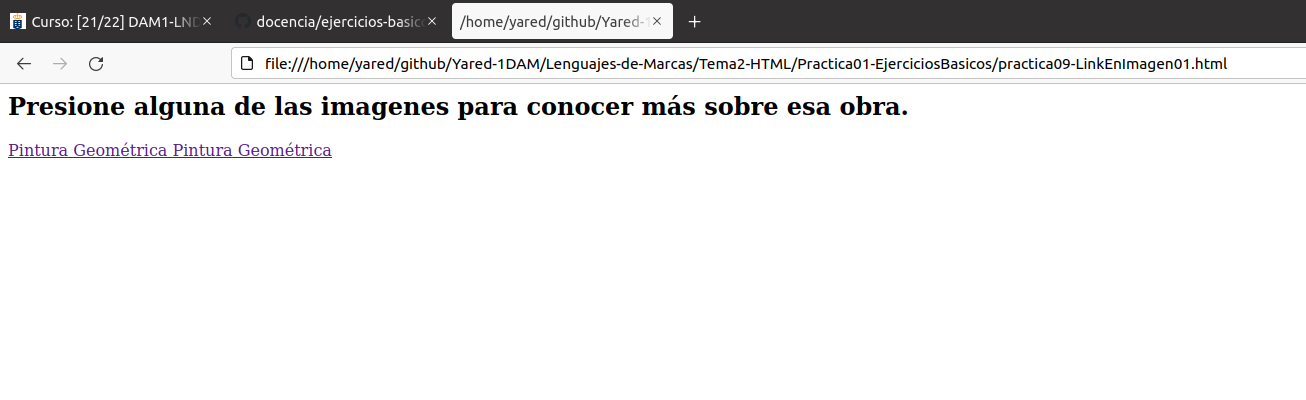 Curso: [21/22] DAM1-LND
docencia/ejercicios-basico
/home/yared/github/Yared-1
file:///home/yared/github/Yared-1DAM/Lenguajes-de-Marcas/Tema2-HTML/Practica01-EjerciciosBasicos/practica09-LinkEnImagen01.html
Presione alguna de las imagenes para conocer más sobre esa obra.
Pintura Geométrica Pintura Geométrica